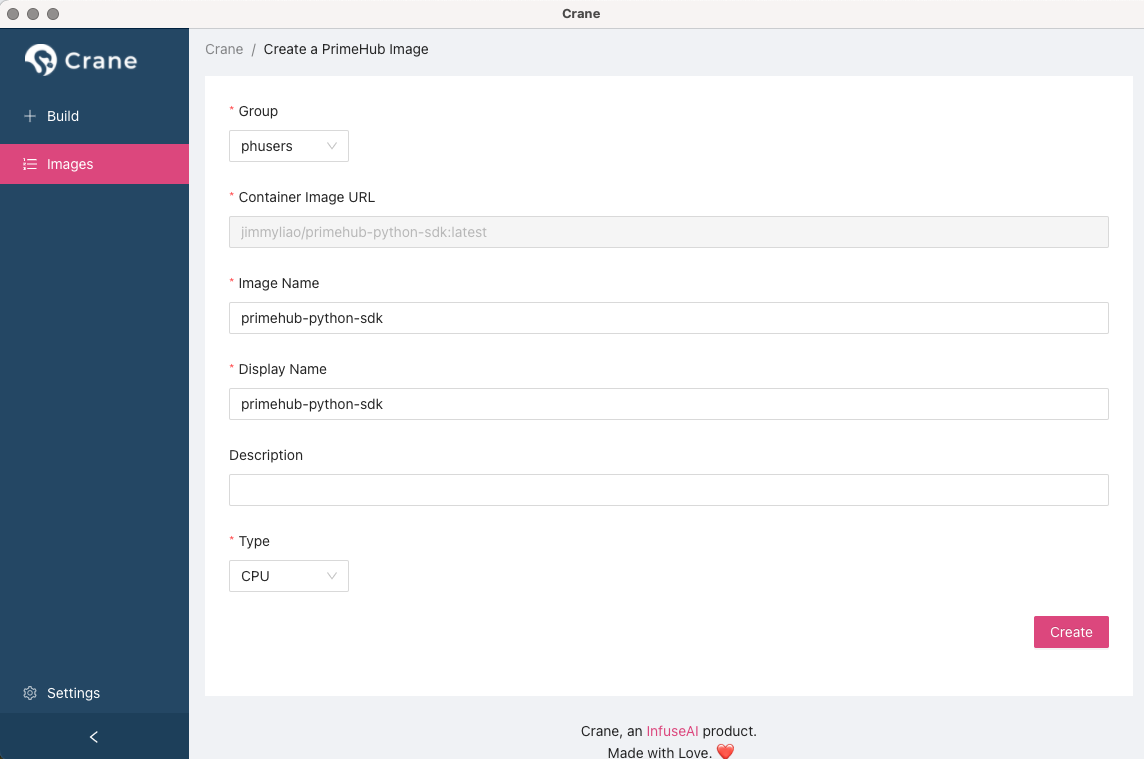 Crane
Crane
Build
Images
Settings
Crane / Create a PrimeHub Image
* Group
phusers
* Container Image URL
jimmyliao/primehub-python-sdk:latest
* Image Name
primehub-python-sdk
* Display Name
primehub-python-sdk
Description
* Type
CPU
Create
Crane, an InfuseAI product.
Made with Love. ❤️